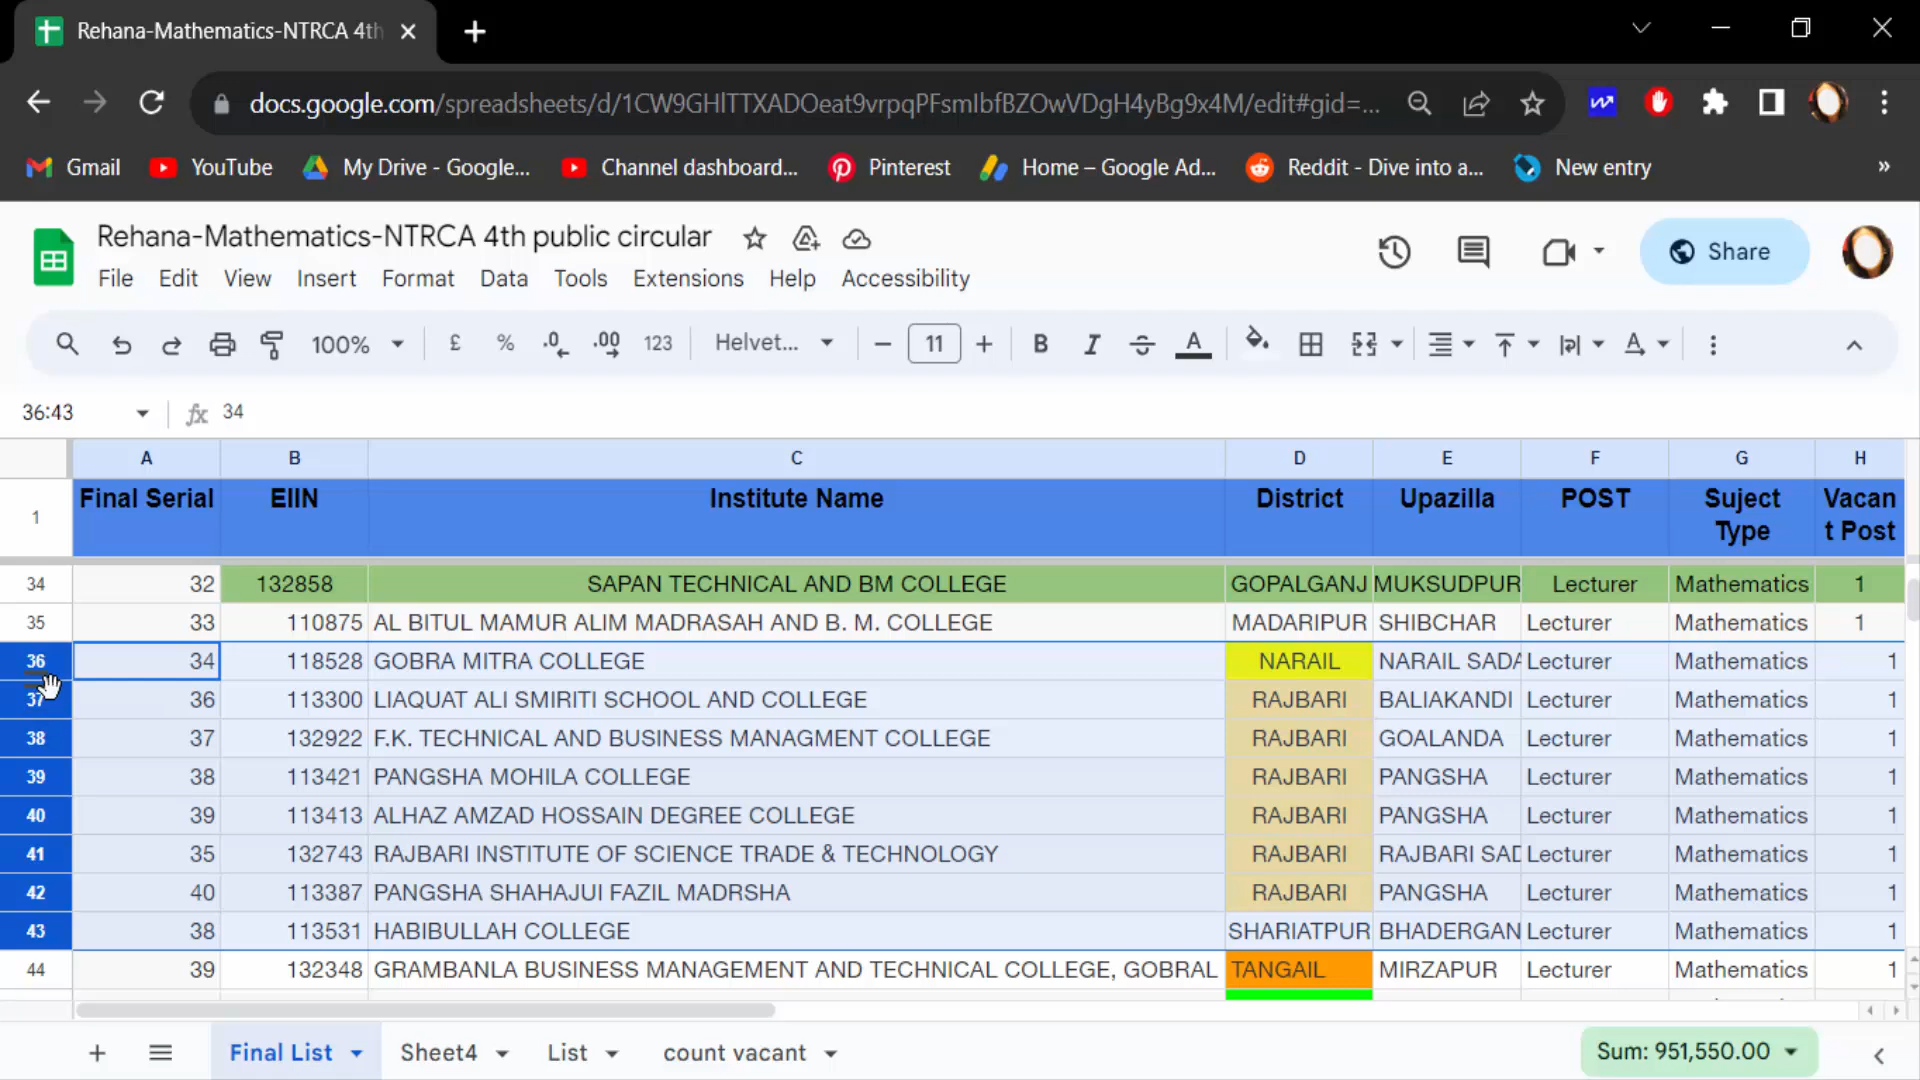 Rehana-Mathematics-NTRCA 4th
docs.google.com/spreadsheets/d/1CW9GHlTTXADOeat9vrpqPFsmIbfBZOwVDgH4yBg9x4M/edit#gid=...
Gmail YouTube My Drive - Google... Channel dashboard... Pinterest Home – Google Ad... Reddit - Dive into a... New entry »
Rehana-Mathematics-NTRCA 4th public circular
Share
File Edit View Insert Format Data Tools Extensions Help Accessibility
100% £ % .0 .00 123 Helvet... − 11 + B I S A
36:43 fx 34
A B C D E F G H
1 Final Serial EIIN Institute Name District Upazilla POST Suject Type Vacant Post
34 32 132858 SAPAN TECHNICAL AND BM COLLEGE GOPALGANJ MUKSUDPUR Lecturer Mathematics 1
35 33 110875 AL BITUL MAMUR ALIM MADRASAH AND B. M. COLLEGE MADARIPUR SHIBCHAR Lecturer Mathematics 1
36 34 118528 GOBRA MITRA COLLEGE NARAIL NARAIL SADA Lecturer Mathematics 1
37 36 113300 LIAQUAT ALI SMIRITI SCHOOL AND COLLEGE RAJBARI BALIAKANDI Lecturer Mathematics 1
38 37 132922 F.K. TECHNICAL AND BUSINESS MANAGMENT COLLEGE RAJBARI GOALANDA Lecturer Mathematics 1
39 38 113421 PANGSHA MOHILA COLLEGE RAJBARI PANGSHA Lecturer Mathematics 1
40 39 113413 ALHAZ AMZAD HOSSAIN DEGREE COLLEGE RAJBARI PANGSHA Lecturer Mathematics 1
41 35 132743 RAJBARI INSTITUTE OF SCIENCE TRADE & TECHNOLOGY RAJBARI RAJBARI SAD Lecturer Mathematics 1
42 40 113387 PANGSHA SHAHAJUI FAZIL MADRSHA RAJBARI PANGSHA Lecturer Mathematics 1
43 38 113531 HABIBULLAH COLLEGE SHARIATPUR BHADERGAN Lecturer Mathematics 1
44 39 132348 GRAMBANLA BUSINESS MANAGEMENT AND TECHNICAL COLLEGE, GOBRAL TANGAIL MIRZAPUR Lecturer Mathematics 1
Final List Sheet4 List count vacant Sum: 951,550.00